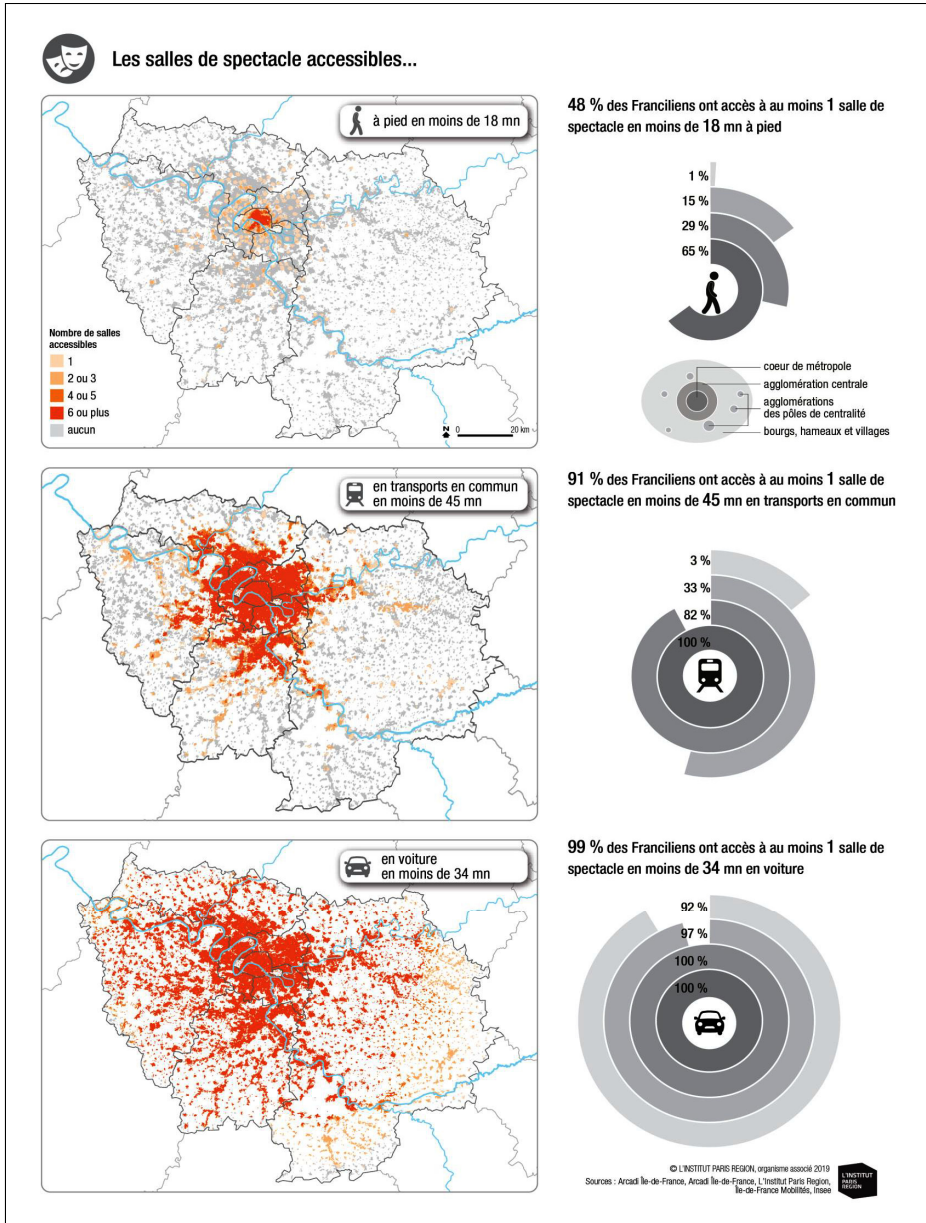 Les salles de spectacle accessibles...
à pied en moins de 18 mn
Nombre de salles
accessibles
1
2 ou 3
4 ou 5
6 ou plus
aucun
N
0
20 km
48 % des Franciliens ont accès à au moins 1 salle de
spectacle en moins de 18 mn à pied
1 %
15 %
29 %
65 %
coeur de métropole
agglomération centrale
agglomérations
des pôles de centralité
bourgs, hameaux et villages
en transports en commun
en moins de 45 mn
91 % des Franciliens ont accès à au moins 1 salle de
spectacle en moins de 45 mn en transports en commun
3 %
33 %
82 %
100 %
en voiture
en moins de 34 mn
99 % des Franciliens ont accès à au moins 1 salle de
spectacle en moins de 34 mn en voiture
92 %
97 %
100 %
100 %
© L'INSTITUT PARIS REGION, organisme associé 2019
Sources : Arcadi Île-de-France, Arcadi Île-de-France, L'Institut Paris Region,
Île-de-France Mobilités, Insee
L'INSTITUT
PARIS
REGION